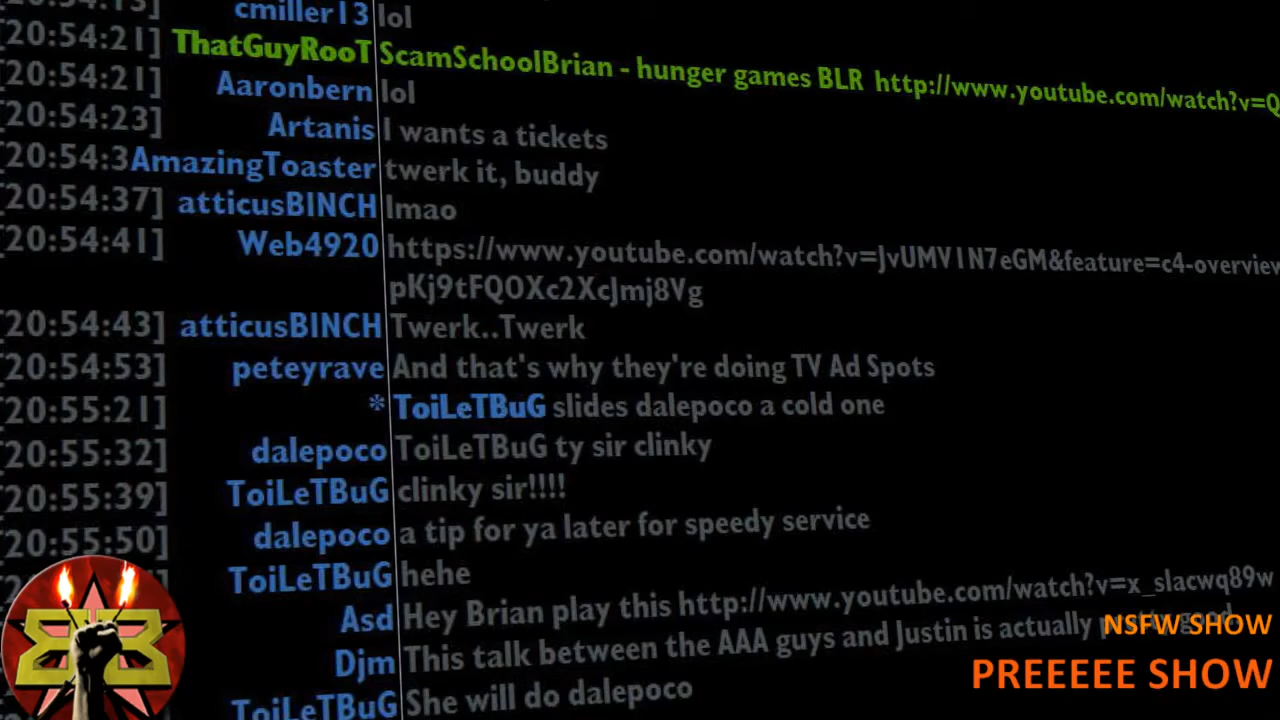 cmiller13 lol
[20:54:21] ThatGuyRooT ScamSchoolBrian - hunger games BLR http://www.youtube.com/watch?v=Q
[20:54:21] Aaronbern lol
[20:54:23] Artanis I wants a tickets
[20:54:3 AmazingToaster twerk it, buddy
[20:54:37] atticusBINCH lmao
[20:54:41] Web4920 https://www.youtube.com/watch?v=JvUMV1N7eGM&feature=c4-overview
pKj9tFQOXc2XcJmj8Vg
[20:54:43] atticusBINCH Twerk..Twerk
[20:54:53] peteyrave And that's why they're doing TV Ad Spots
[20:55:21] * ToiLeTBuG slides dalepoco a cold one
[20:55:32] dalepoco ToiLeTBuG ty sir clinky
[20:55:39] ToiLeTBuG clinky sir!!!!
[20:55:50] dalepoco a tip for ya later for speedy service
ToiLeTBuG hehe
Asd Hey Brian play this http://www.youtube.com/watch?v=x_slacwq89w
Djm This talk between the AAA guys and Justin is actually
ToiLeTBuG She will do dalepoco
BB
NSFW SHOW
PREEEEE SHOW